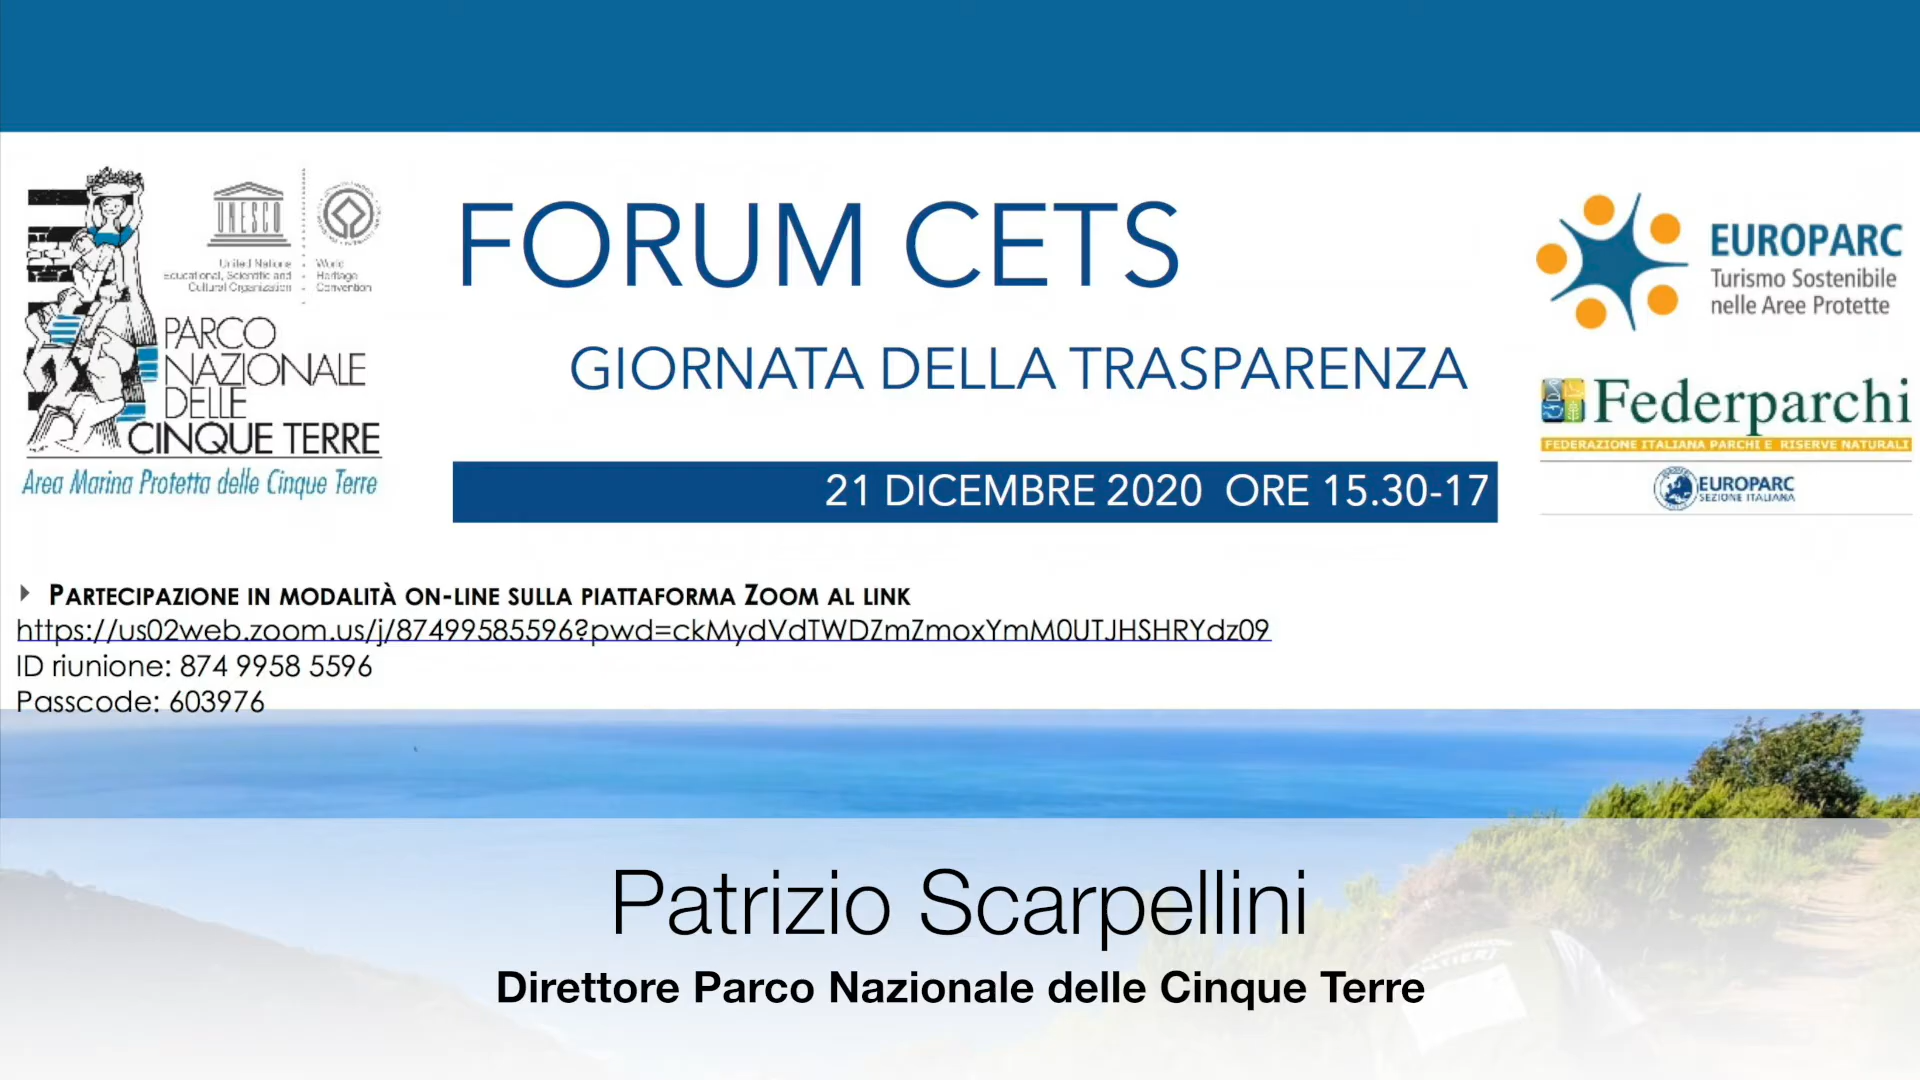 UNESCO
United Nations
Educational, Scientific and
Cultural Organization
World
Heritage
Convention
PARCO
NAZIONALE
DELLE
CINQUE TERRE
Area Marina Protetta delle Cinque Terre
FORUM CETS
GIORNATA DELLA TRASPARENZA
21 DICEMBRE 2020 ORE 15.30-17
EUROPARC
Turismo Sostenibile
nelle Aree Protette
Federparchi
FEDERAZIONE ITALIANA PARCHI E RISERVE NATURALI
EUROPARC
SEZIONE ITALIANA
PARTECIPAZIONE IN MODALITÀ ON-LINE SULLA PIATTAFORMA ZOOM AL LINK
https://us02web.zoom.us/j/87499585596?pwd=ckMydVdTWDZmZmoxYmM0UTJHSHRYdz09
ID riunione: 874 9958 5596
Passcode: 603976
Patrizio Scarpellini
Direttore Parco Nazionale delle Cinque Terre